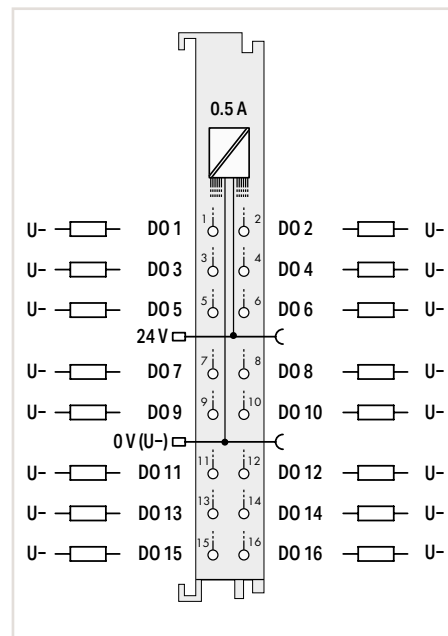 0.5 A
1 2
U– DO 1 DO 2 U–
3 4
U– DO 3 DO 4 U–
5 6
U– DO 5 DO 6 U–
24 V
7 8
U– DO 7 DO 8 U–
9 10
U– DO 9 DO 10 U–
0 V (U–)
11 12
U– DO 11 DO 12 U–
13 14
U– DO 13 DO 14 U–
15 16
U– DO 15 DO 16 U–